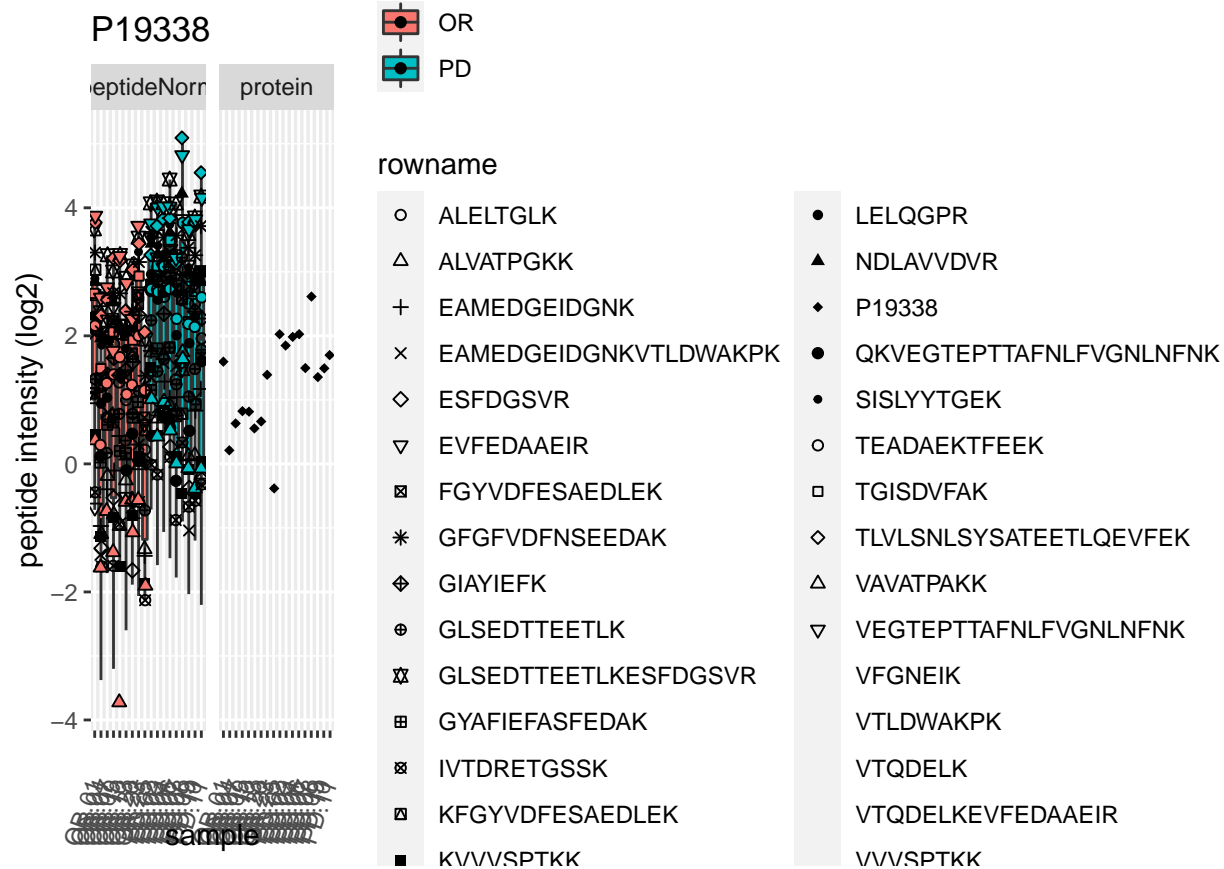 P19338
OR
PD
eptideNorn
protein
rowname
ALELTGLK
ALVATPGKK
EAMEDGEIDGNK
EAMEDGEIDGNKVTLDWAKPK
ESFDGSVR
EVFEDAAEIR
FGYVDFESAEDLEK
GFGFVDFNSEEDAK
GIAYIEFK
GLSEDTTEETLK
GLSEDTTEETLKESFDGSVR
GYAFIEFASFEDAK
IVTDRETGSSK
KFGYVDFESAEDLEK
KVVVSPTKK
LELQGPR
NDLAVVDVR
P19338
QKVEGTEPTTAFNLFVGNLNFNK
SISLYYTGEK
TEADAEKTFEEK
TGISDVFAK
TLVLSNLSYSATEETLQEVFEK
VAVATPAKK
VEGTEPTTAFNLFVGNLNFNK
VFGNEIK
VTLDWAKPK
VTQDELK
VTQDELKEVFEDAAEIR
VVVSPTKK
peptide intensity (log2)
4
2
0
−2
−4
sample